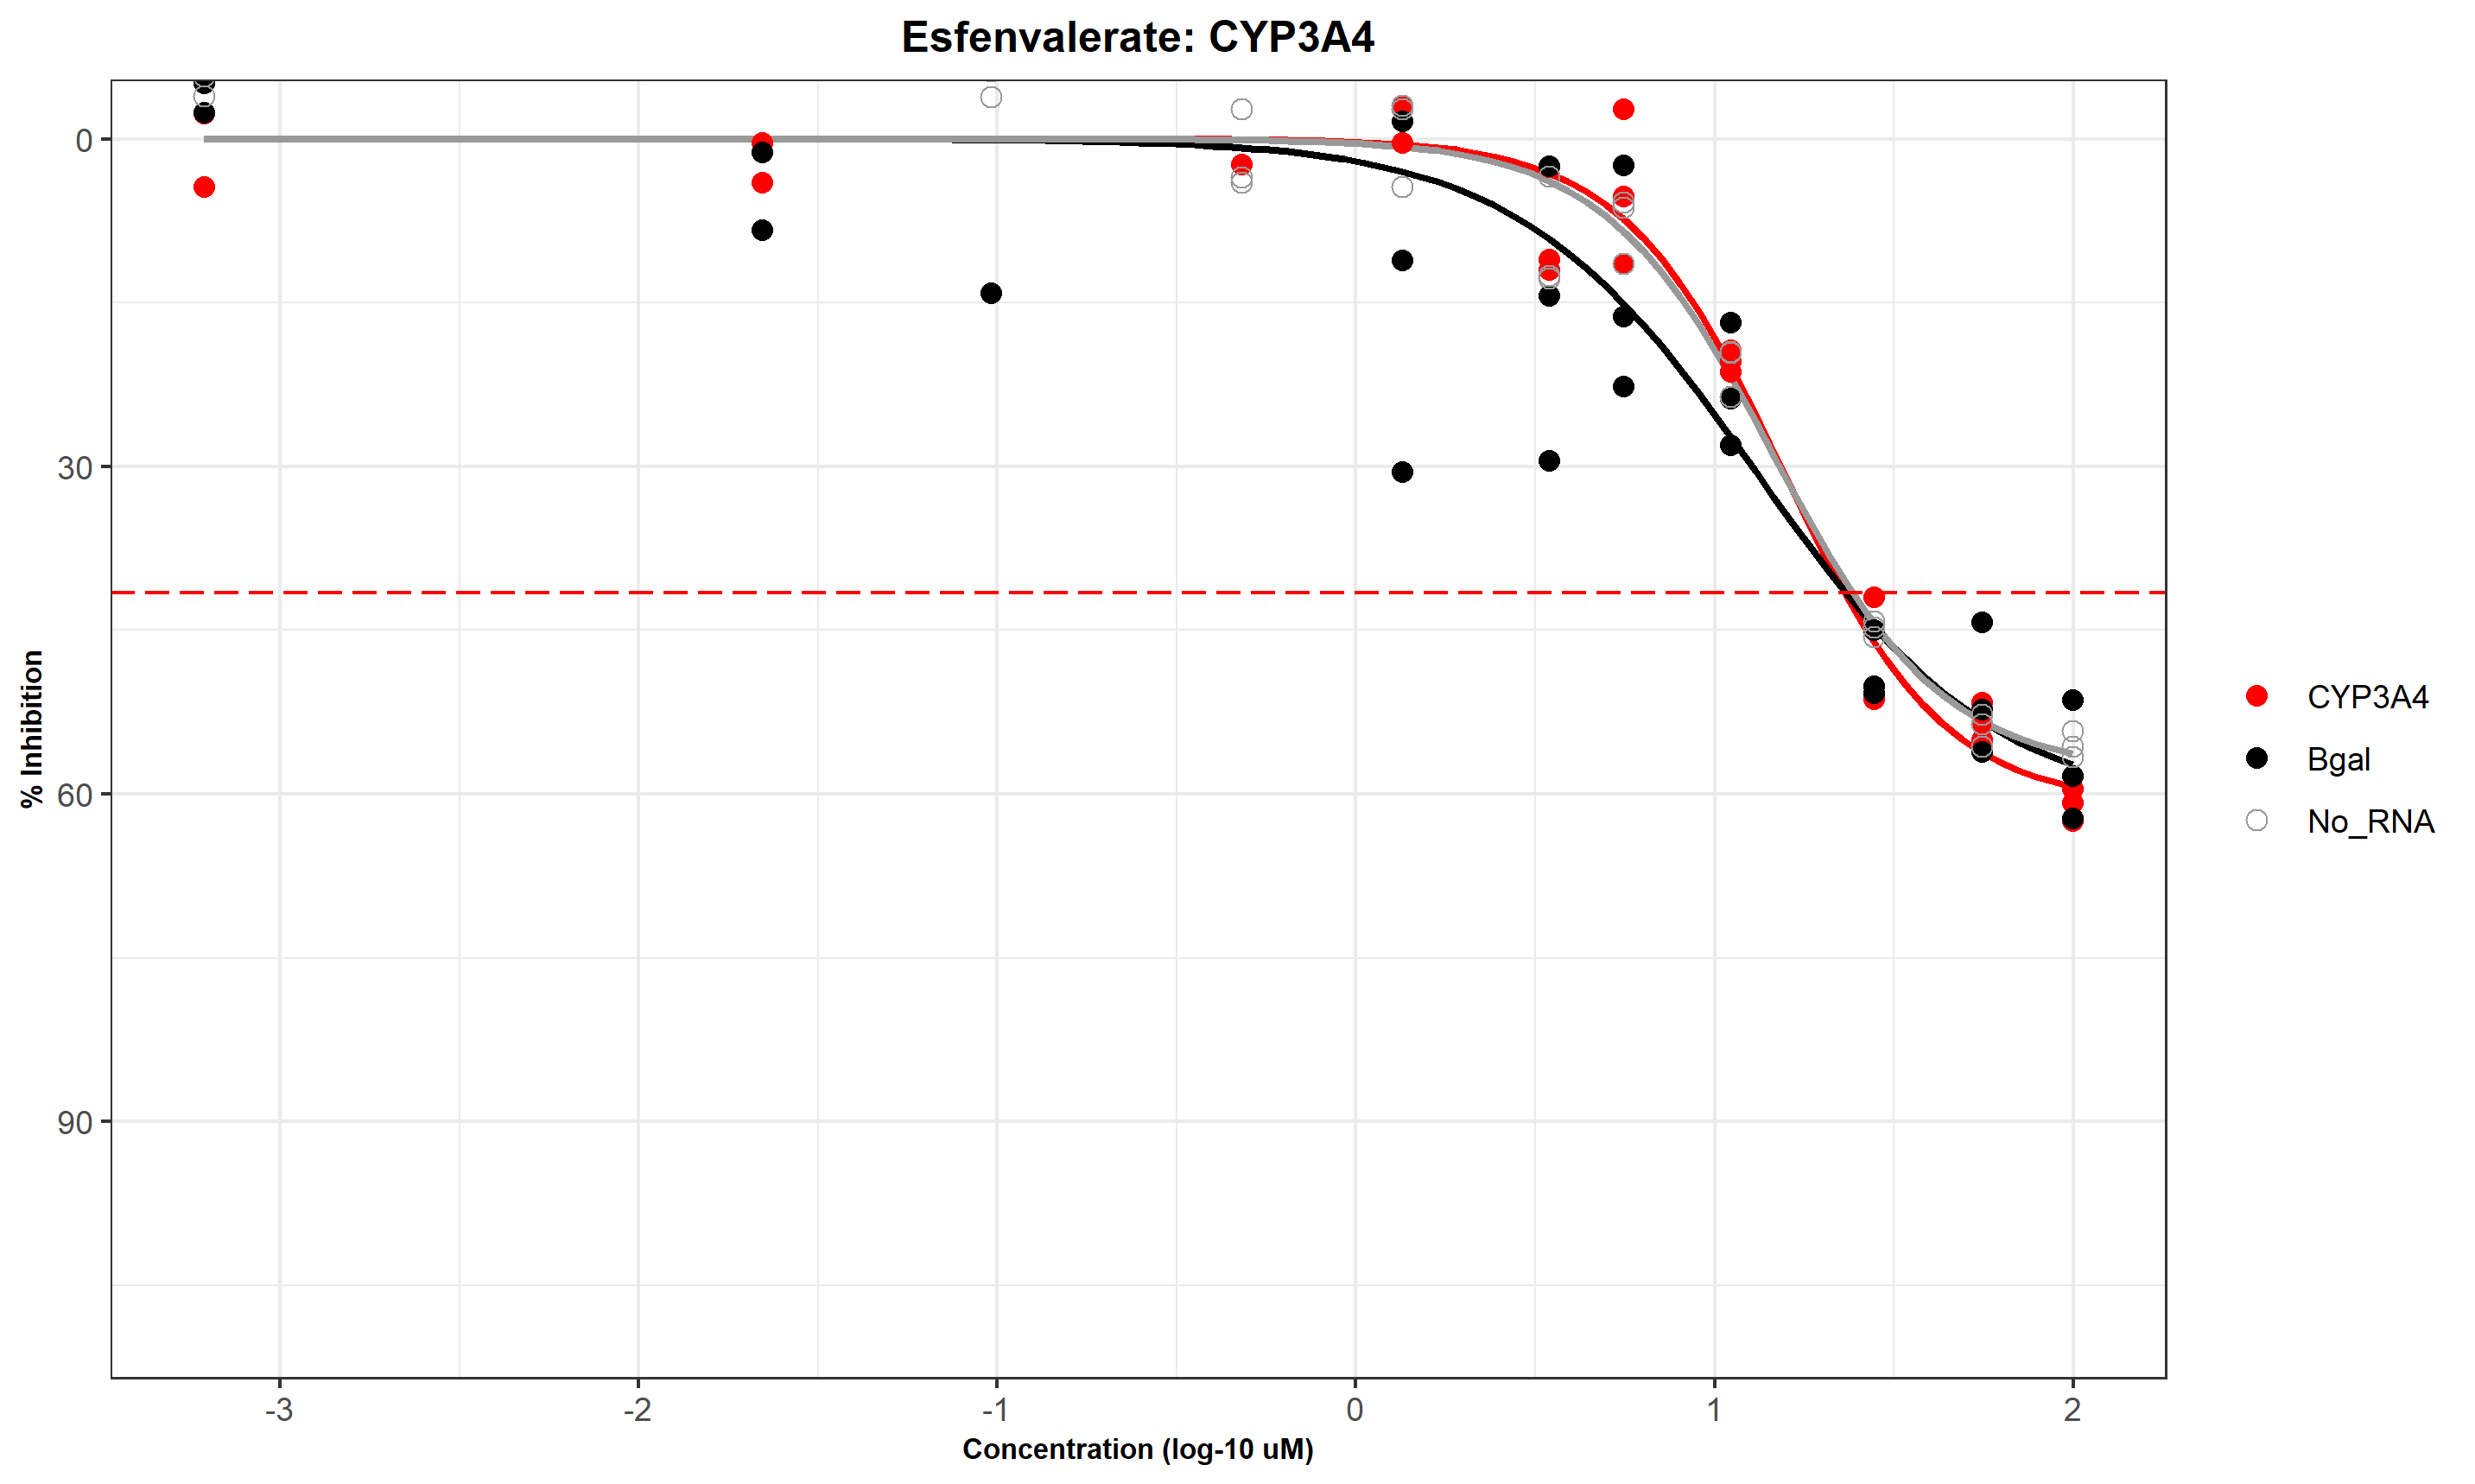 Esfenvalerate: CYP3A4
0
30
60
90
% Inhibition
-3
-2
-1
0
1
2
Concentration (log-10 uM)
CYP3A4
Bgal
No_RNA